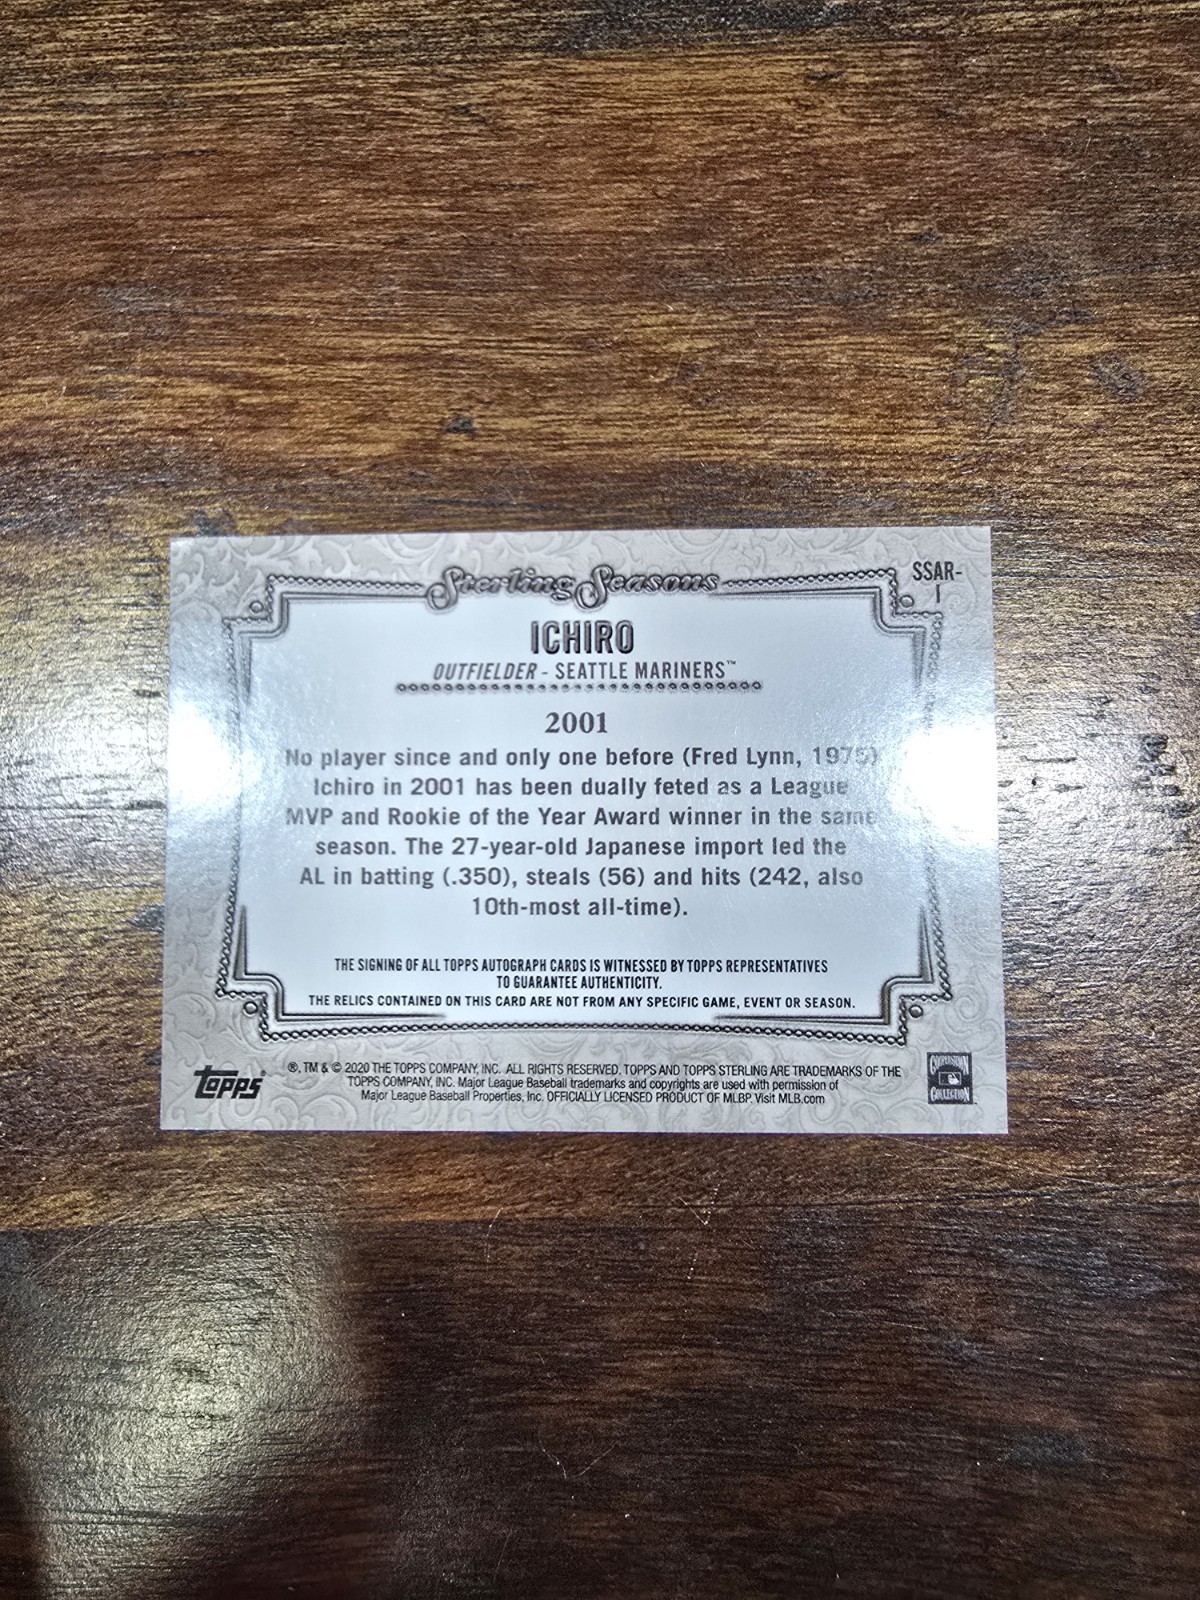 Sterling Seasons
SSAR-
I
ICHIRO
OUTFIELDER - SEATTLE MARINERS™
2001
No player since and only one before (Fred Lynn, 1975)
Ichiro in 2001 has been dually feted as a League
MVP and Rookie of the Year Award winner in the same
season. The 27-year-old Japanese import led the
AL in batting (.350), steals (56) and hits (242, also
10th-most all-time).
THE SIGNING OF ALL TOPPS AUTOGRAPH CARDS IS WITNESSED BY TOPPS REPRESENTATIVES
TO GUARANTEE AUTHENTICITY.
THE RELICS CONTAINED ON THIS CARD ARE NOT FROM ANY SPECIFIC GAME, EVENT OR SEASON.
topps®
®, TM & © 2020 THE TOPPS COMPANY, INC. ALL RIGHTS RESERVED. TOPPS AND TOPPS STERLING ARE TRADEMARKS OF THE
TOPPS COMPANY, INC. Major League Baseball trademarks and copyrights are used with permission of
Major League Baseball Properties, Inc. OFFICIALLY LICENSED PRODUCT OF MLBP. Visit MLB.com
COOPERSTOWN
COLLECTION